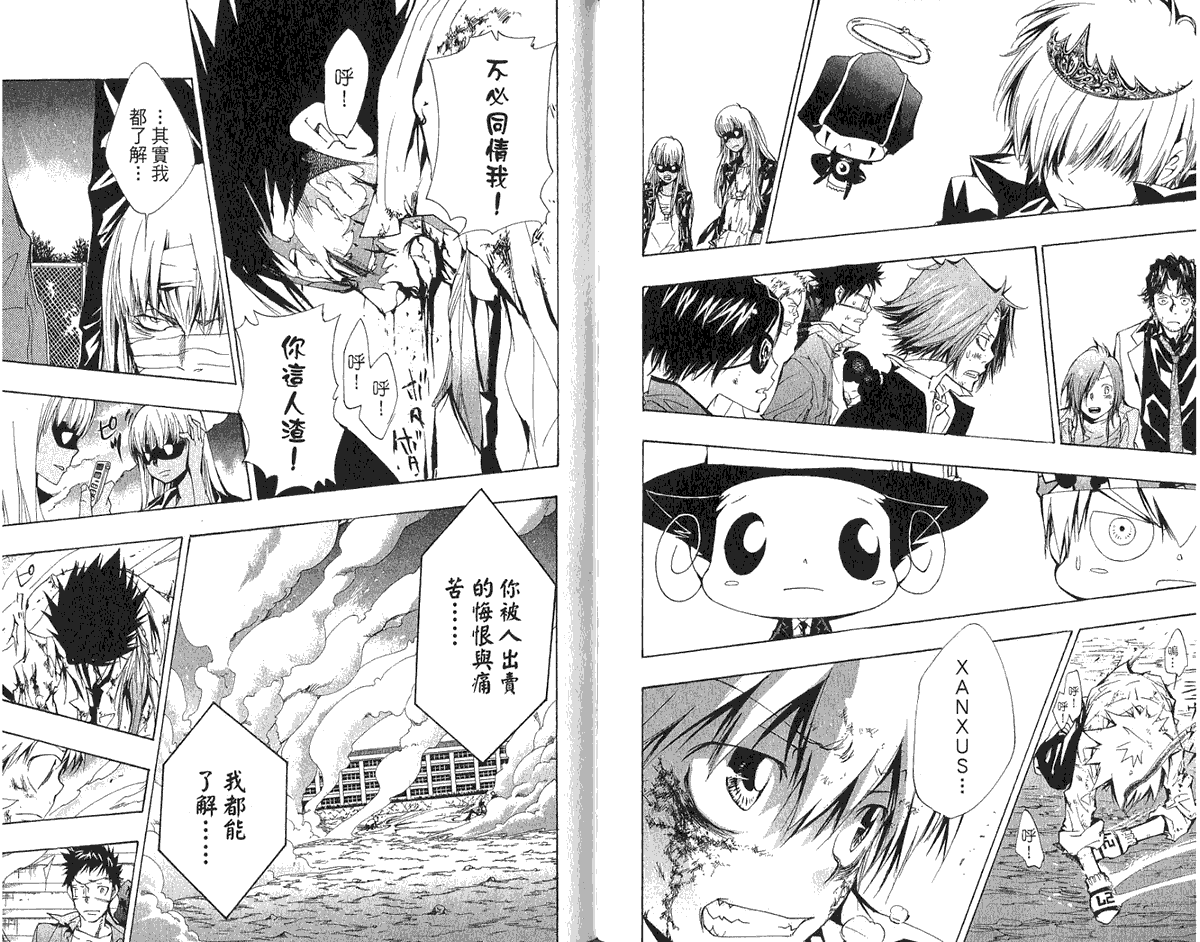 XANXUS…
嗚…
呼！
呼！
不必同情我！
呼！
你這人渣！
呼！
呼！
…其實我
都了解…
你被人出賣
的悔恨與痛
苦……
我都能
了解……